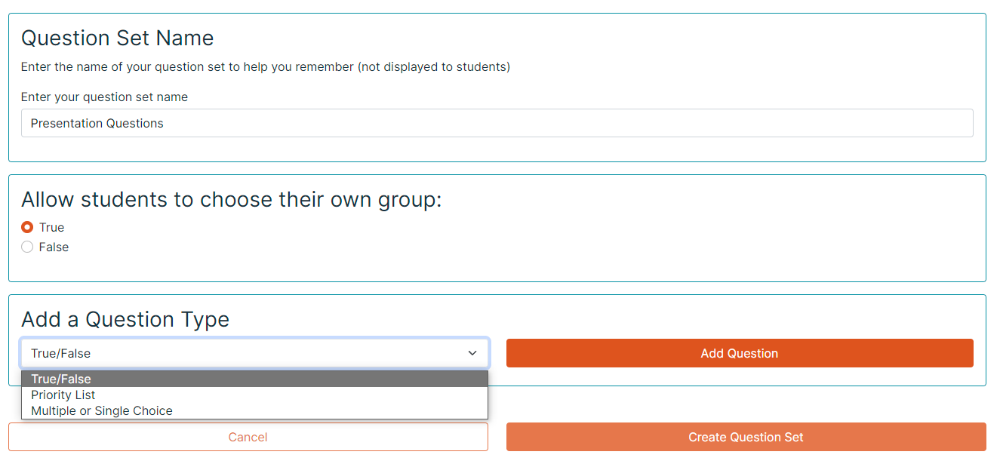 Question Set Name
Enter the name of your question set to help you remember (not displayed to students)
Enter your question set name
Presentation Questions
Allow students to choose their own group:
True
False
Add a Question Type
True/False
Add Question
True/False
Priority List
Multiple or Single Choice
Cancel
Create Question Set